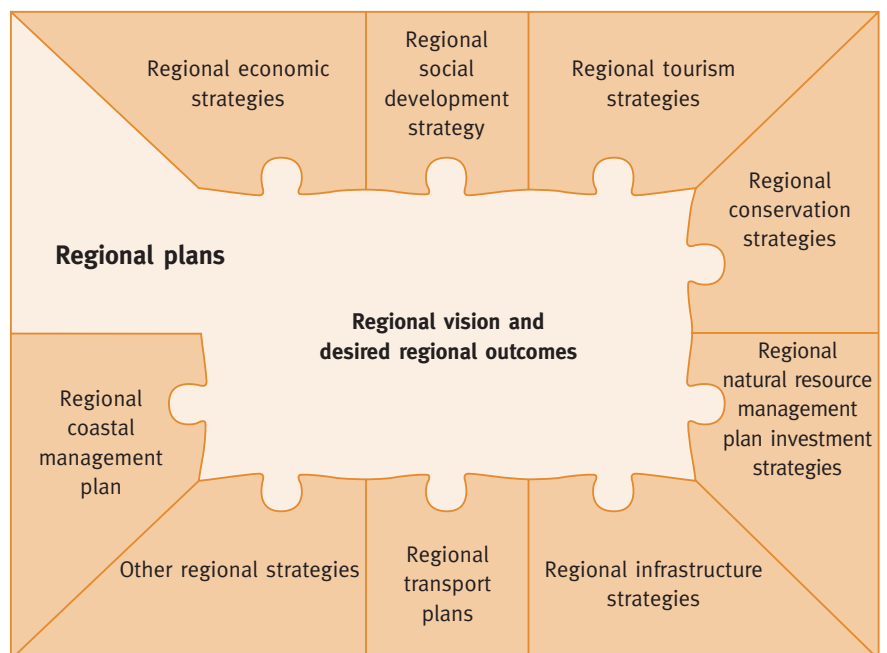 Regional economic
strategies
Regional
social
development
strategy
Regional tourism
strategies
Regional
conservation
strategies
Regional plans
Regional vision and
desired regional outcomes
Regional
natural resource
management
plan investment
strategies
Regional
coastal
management
plan
Other regional strategies
Regional
transport
plans
Regional infrastructure
strategies